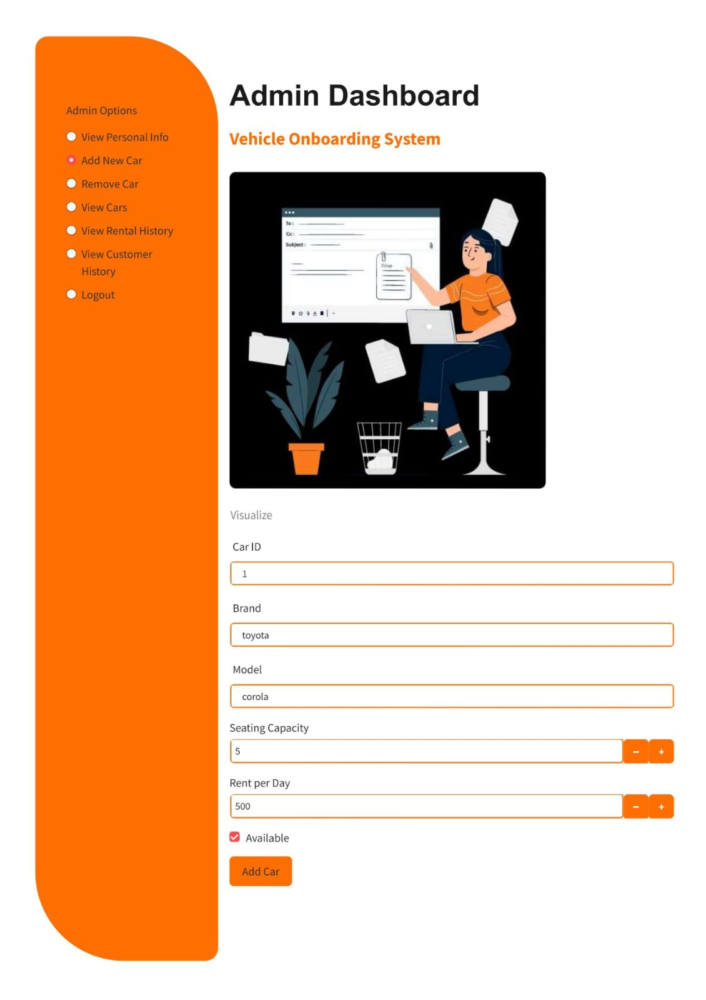 Admin Options
View Personal Info
Add New Car
Remove Car
View Cars
View Rental History
View Customer
History
Logout
Admin Dashboard
Vehicle Onboarding System
To :
Cc :
Subject :
Fine
A
Visualize
Car ID
1
Brand
toyota
Model
corola
Seating Capacity
5
− +
Rent per Day
500
− +
Available
Add Car